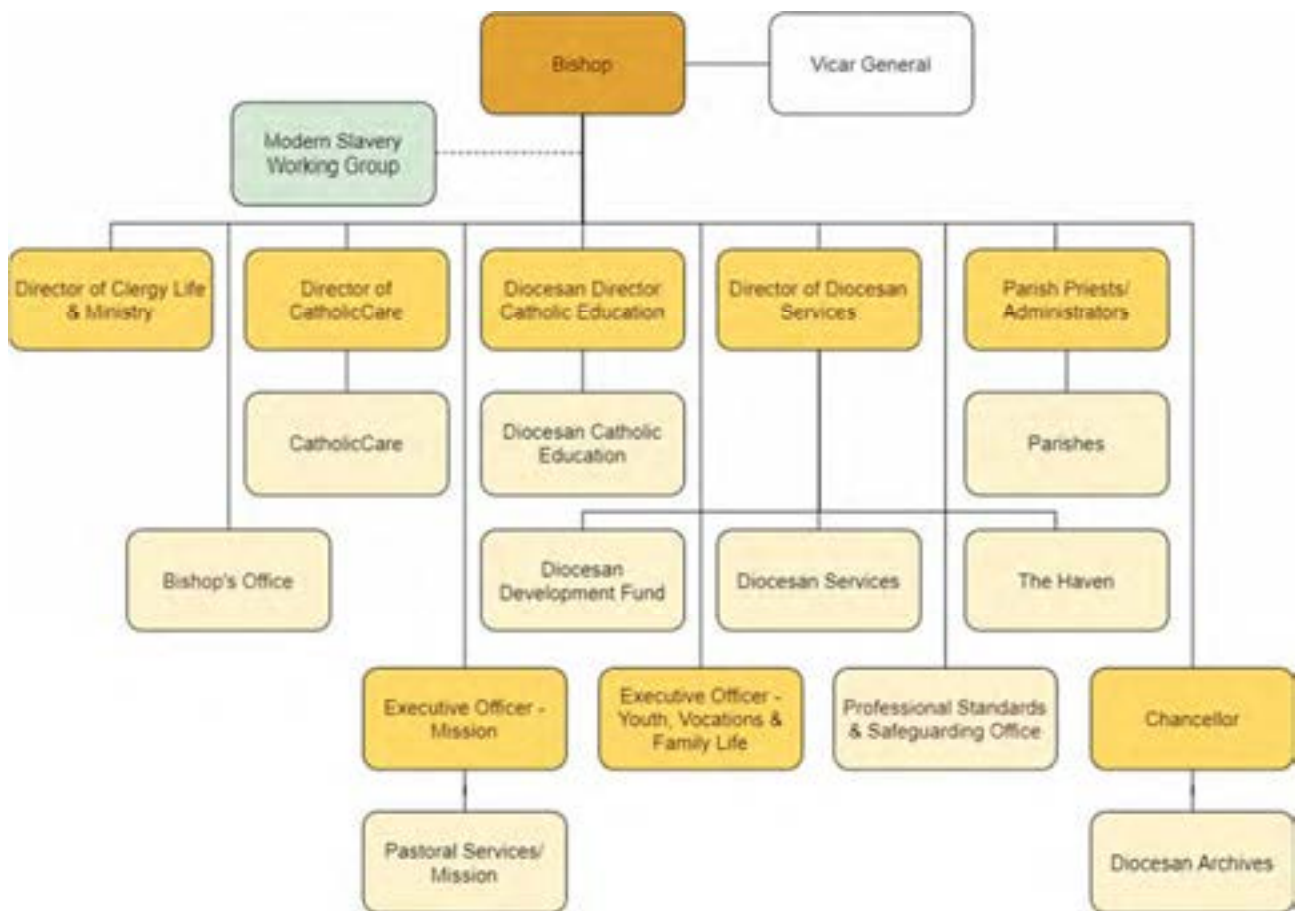 Bishop
Vicar General
Modern Slavery
Working Group
Director of Clergy Life
& Ministry
Director of
CatholicCare
Diocesan Director
Catholic Education
Director of Diocesan
Services
Parish Priests/
Administrators
CatholicCare
Diocesan Catholic
Education
Parishes
Bishop's Office
Diocesan
Development Fund
Diocesan Services
The Haven
Executive Officer -
Mission
Executive Officer -
Youth, Vocations &
Family Life
Professional Standards
& Safeguarding Office
Chancellor
Pastoral Services/
Mission
Diocesan Archives